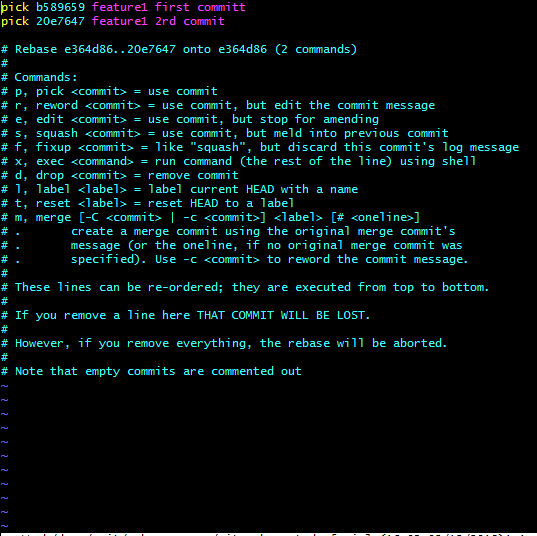 pick b589659 feature1 first committ
pick 20e7647 feature1 2rd commit
# Rebase e364d86..20e7647 onto e364d86 (2 commands)
#
# Commands:
# p, pick <commit> = use commit
# r, reword <commit> = use commit, but edit the commit message
# e, edit <commit> = use commit, but stop for amending
# s, squash <commit> = use commit, but meld into previous commit
# f, fixup <commit> = like "squash", but discard this commit's log message
# x, exec <command> = run command (the rest of the line) using shell
# d, drop <commit> = remove commit
# l, label <label> = label current HEAD with a name
# t, reset <label> = reset HEAD to a label
# m, merge [-C <commit> | -c <commit>] <label> [# <oneline>]
# .       create a merge commit using the original merge commit's
# .       message (or the oneline, if no original merge commit was
# .       specified). Use -c <commit> to reword the commit message.
#
# These lines can be re-ordered; they are executed from top to bottom.
#
# If you remove a line here THAT COMMIT WILL BE LOST.
#
# However, if you remove everything, the rebase will be aborted.
#
# Note that empty commits are commented out
~
~
~
~
~
~
~
~
~
~
~